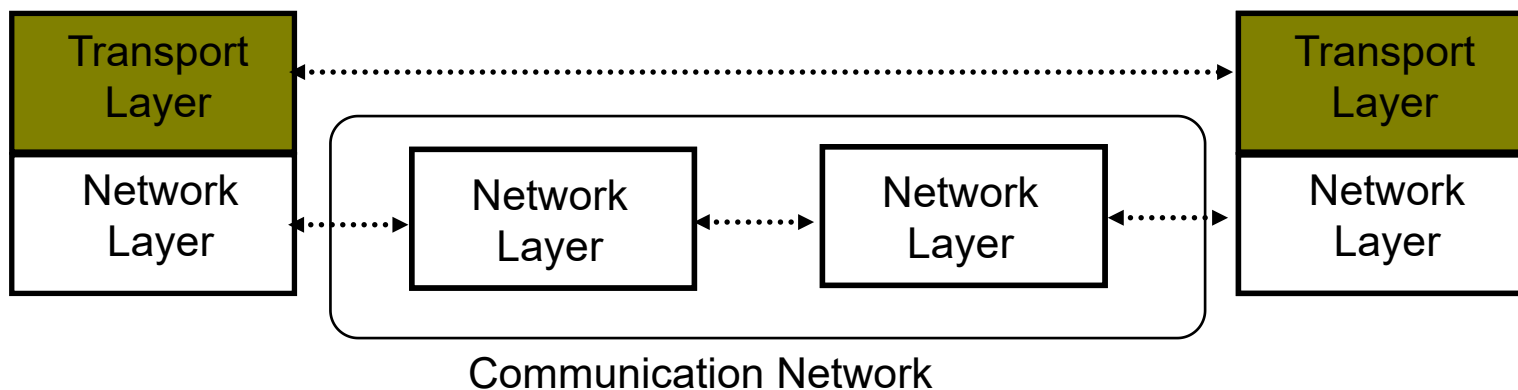 Transport
Layer
Transport
Layer
Network
Layer
Network
Layer
Network
Layer
Network
Layer
Communication Network